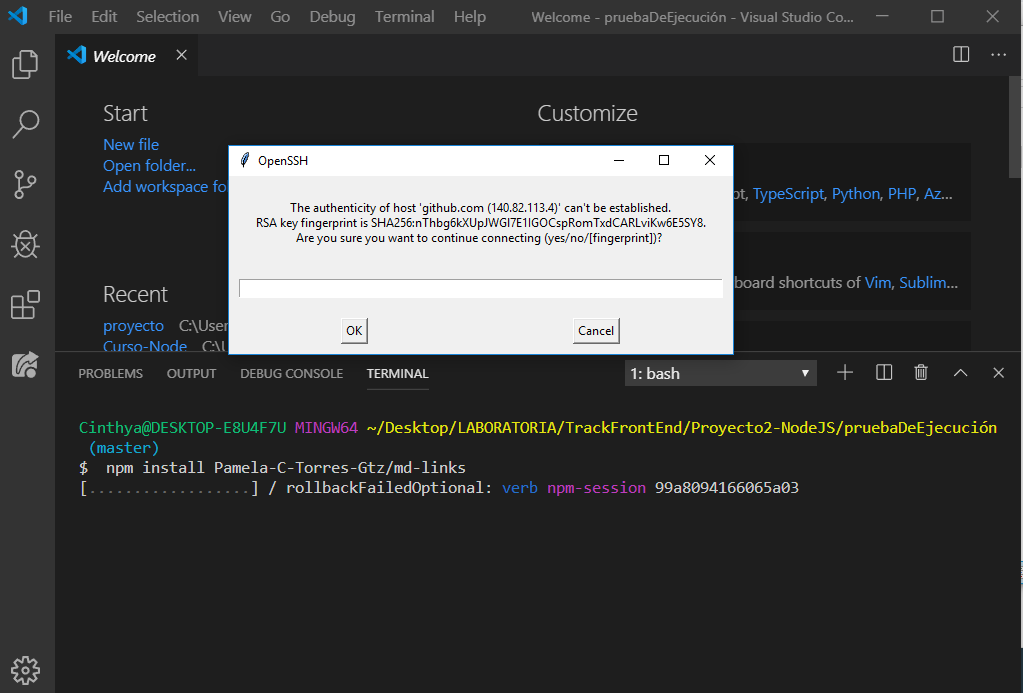 File Edit Selection View Go Debug Terminal Help Welcome - pruebaDeEjecución - Visual Studio Co...
Welcome
Start
Customize
New file
Open folder...
Add workspace fo
TypeScript, Python, PHP, Az...
board shortcuts of Vim, Sublim...
Recent
proyecto C:\User
Curso-Node C:\U
OpenSSH
The authenticity of host 'github.com (140.82.113.4)' can't be established.
RSA key fingerprint is SHA256:nThbg6kXUpJWGl7E1IGOCspRomTxdCARLviKw6E5SY8.
Are you sure you want to continue connecting (yes/no/[fingerprint])?
OK Cancel
PROBLEMS OUTPUT DEBUG CONSOLE TERMINAL 1: bash
Cinthya@DESKTOP-E8U4F7U MINGW64 ~/Desktop/LABORATORIA/TrackFrontEnd/Proyecto2-NodeJS/pruebaDeEjecución
(master)
$ npm install Pamela-C-Torres-Gtz/md-links
[..................] / rollbackFailedOptional: verb npm-session 99a8094166065a03